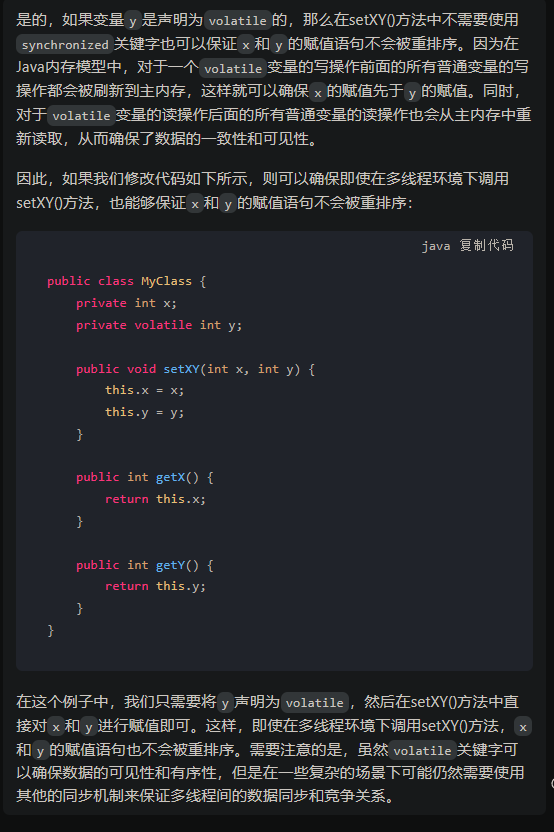 是的，如果变量 y 是声明为 volatile 的，那么在setXY()方法中不需要使用
synchronized 关键字也可以保证 x 和 y 的赋值语句不会被重排序。因为在
Java内存模型中，对于一个 volatile 变量的写操作前面的所有普通变量的写
操作都会被刷新到主内存，这样就可以确保 x 的赋值先于 y 的赋值。同时，
对于 volatile 变量的读操作后面的所有普通变量的读操作也会从主内存中重
新读取，从而确保了数据的一致性和可见性。
因此，如果我们修改代码如下所示，则可以确保即使在多线程环境下调用
setXY()方法，也能够保证 x 和 y 的赋值语句不会被重排序：
java 复制代码
public class MyClass {
    private int x;
    private volatile int y;
    public void setXY(int x, int y) {
        this.x = x;
        this.y = y;
    }
    public int getX() {
        return this.x;
    }
    public int getY() {
        return this.y;
    }
}
在这个例子中，我们只需要将 y 声明为 volatile ，然后在setXY()方法中直
接对 x 和 y 进行赋值即可。这样，即使在多线程环境下调用setXY()方法， x
和 y 的赋值语句也不会被重排序。需要注意的是，虽然 volatile 关键字可
以确保数据的可见性和有序性，但是在一些复杂的场景下可能仍然需要使用
其他的同步机制来保证多线程间的数据同步和竞争关系。